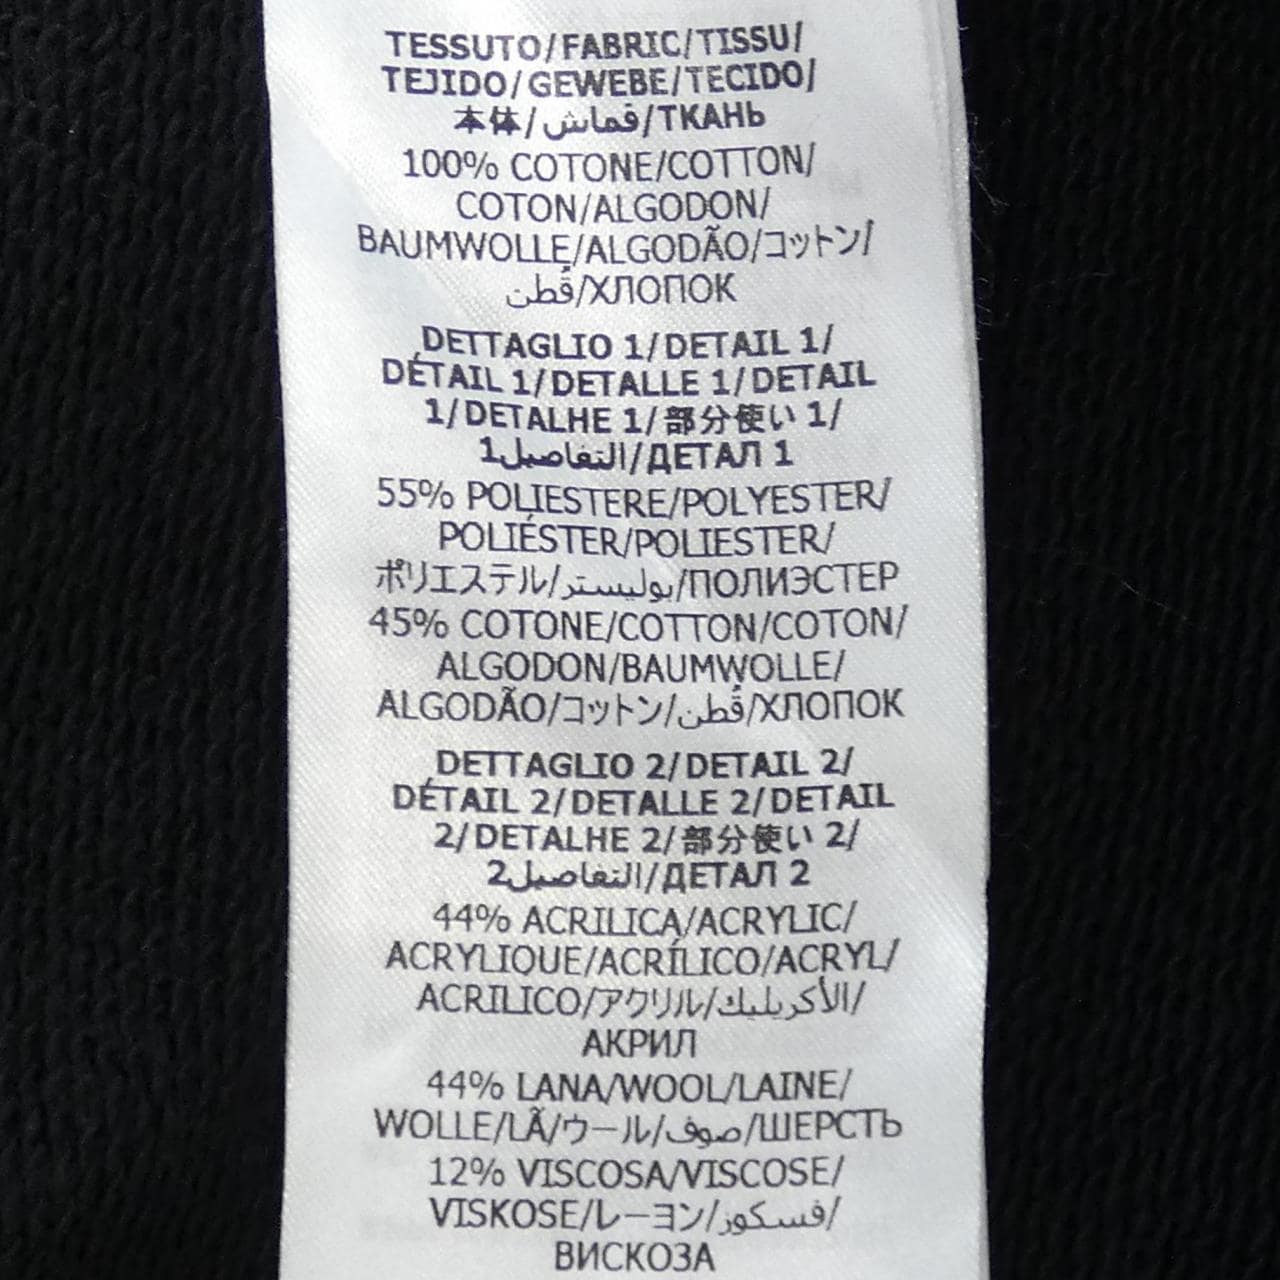 TESSUTO/FABRIC/TISSU/
TEJIDO/GEWEBE/TECIDO/
本体/قماش/ТКАНЬ
100% COTONE/COTTON/
COTON/ALGODON/
BAUMWOLLE/ALGODÃO/コットン/
قُطن/ХЛОПОК
DETTAGLIO 1/DETAIL 1/
DÉTAIL 1/DETALLE 1/DETAIL
1/DETALHE 1/部分使い 1/
التفاصيل1/ДЕТАЛ 1
55% POLIESTERE/POLYESTER/
POLIÉSTER/POLIESTER/
ポリエステル/بوليستر/ПОЛИЭСТЕР
45% COTONE/COTTON/COTON/
ALGODON/BAUMWOLLE/
ALGODÃO/コットン/قُطن/ХЛОПОК
DETTAGLIO 2/DETAIL 2/
DÉTAIL 2/DETALLE 2/DETAIL
2/DETALHE 2/部分使い 2/
التفاصيل2/ДЕТАЛ 2
44% ACRILICA/ACRYLIC/
ACRYLIQUE/ACRÍLICO/ACRYL/
ACRILICO/アクリル/الأكريليك/
АКРИЛ
44% LANA/WOOL/LAINE/
WOLLE/LÃ/ウール/صوف/ШЕРСТЬ
12% VISCOSA/VISCOSE/
VISKOSE/レーヨン/فسكوز/
ВИСКОЗА